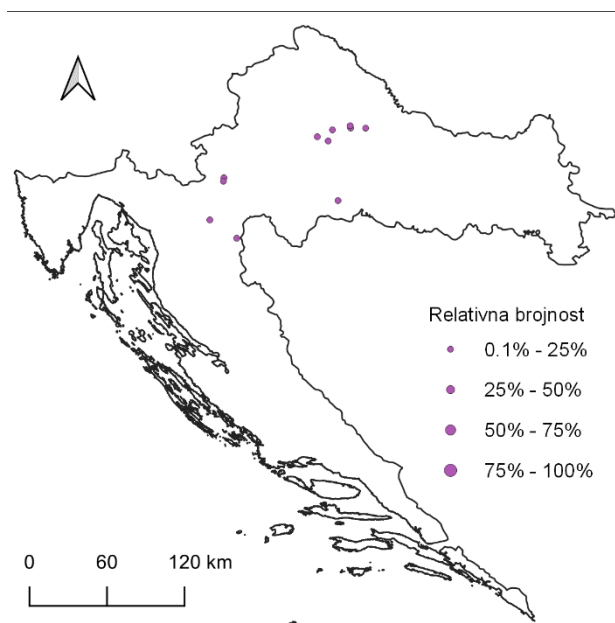 Relativna brojnost
0.1% - 25%
25% - 50%
50% - 75%
75% - 100%
0 60 120 km